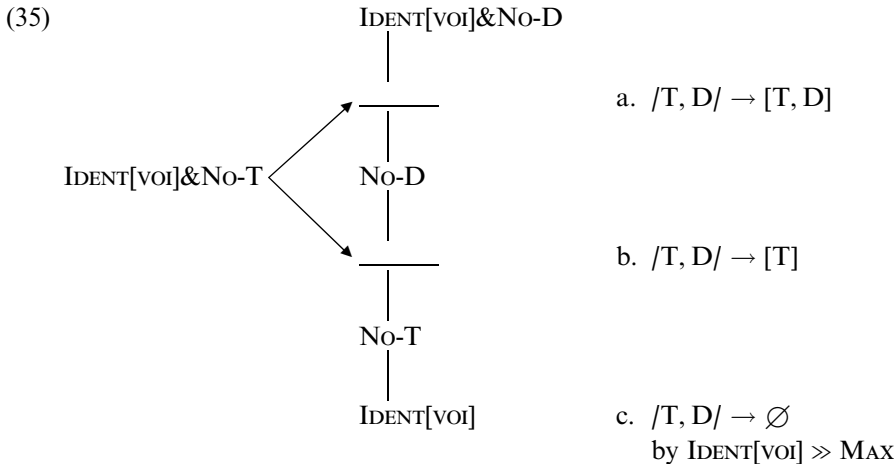 (35) IDENT[VOI]&NO-D
a. /T, D/ → [T, D]
IDENT[VOI]&NO-T NO-D
b. /T, D/ → [T]
NO-T
IDENT[VOI] c. /T, D/ → ∅
by IDENT[VOI] ≫ MAX